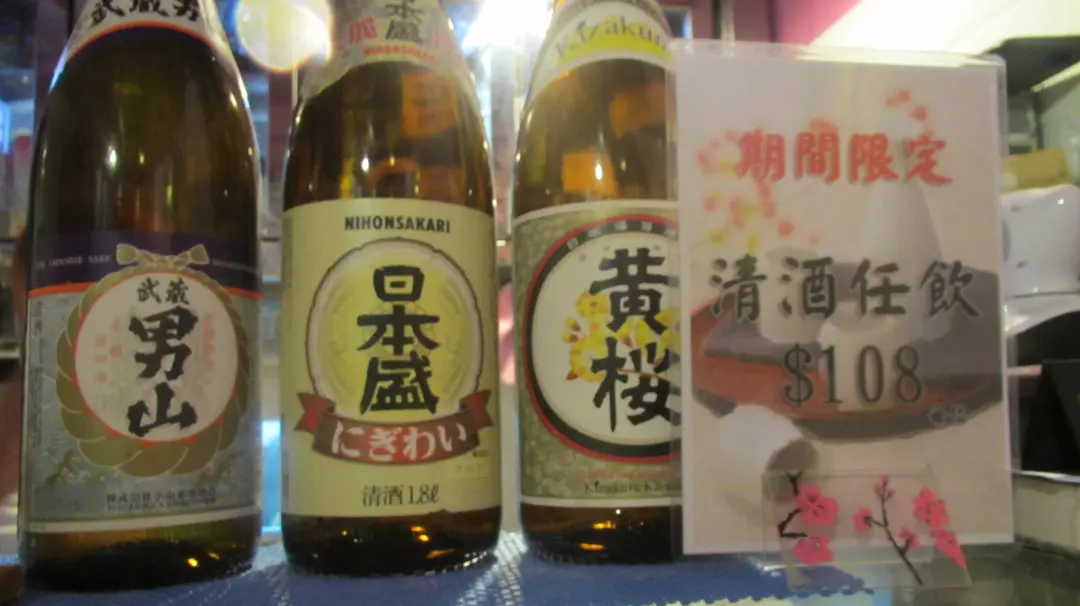 武蔵男
THE JAPANESE SAKE
武蔵
男山
本盛
NIHONSAKARI
日本盛
にぎわい
清酒 1.8ℓ
Kizakura
黄桜
期間限定
清酒任飲
$108